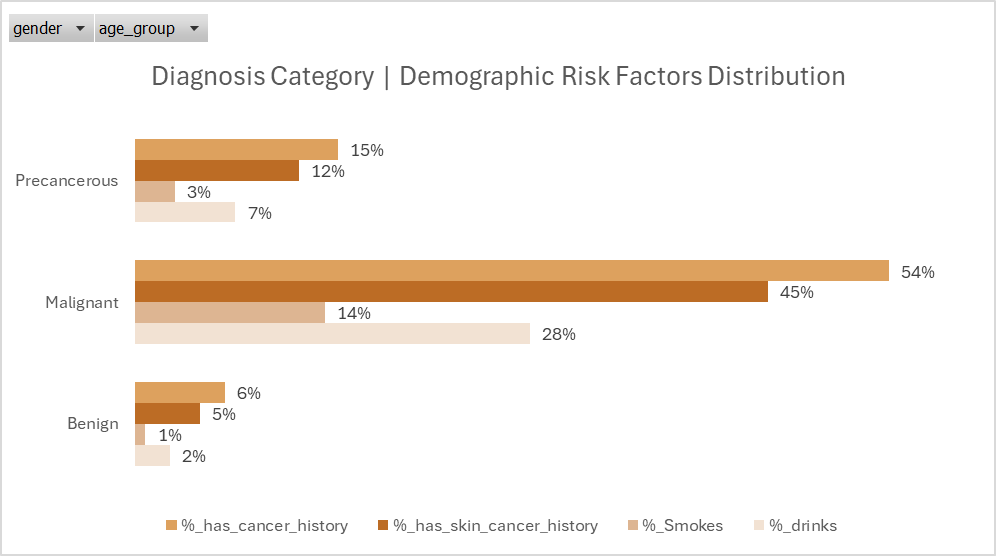 gender age_group
Diagnosis Category | Demographic Risk Factors Distribution
15%
Precancerous 12%
3%
7%
54%
Malignant 45%
14%
28%
6%
Benign 5%
1%
2%
%_has_cancer_history %_has_skin_cancer_history %_Smokes %_drinks